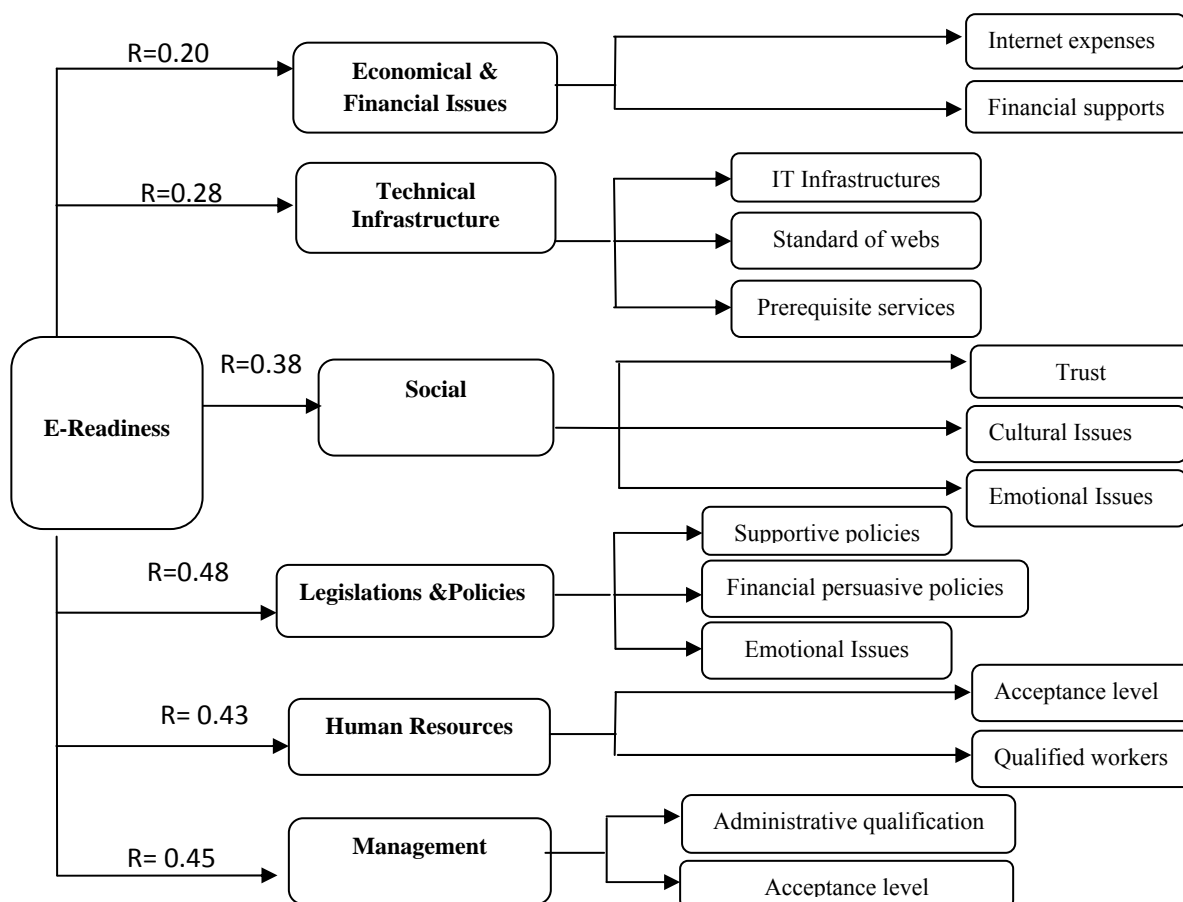 R=0.20
Economical &
Financial Issues
Internet expenses
Financial supports
R=0.28
Technical
Infrastructure
IT Infrastructures
Standard of webs
Prerequisite services
E-Readiness
R=0.38
Social
Trust
Cultural Issues
Emotional Issues
R=0.48
Legislations &Policies
Supportive policies
Financial persuasive policies
Emotional Issues
R= 0.43
Human Resources
Acceptance level
Qualified workers
R= 0.45
Management
Administrative qualification
Acceptance level